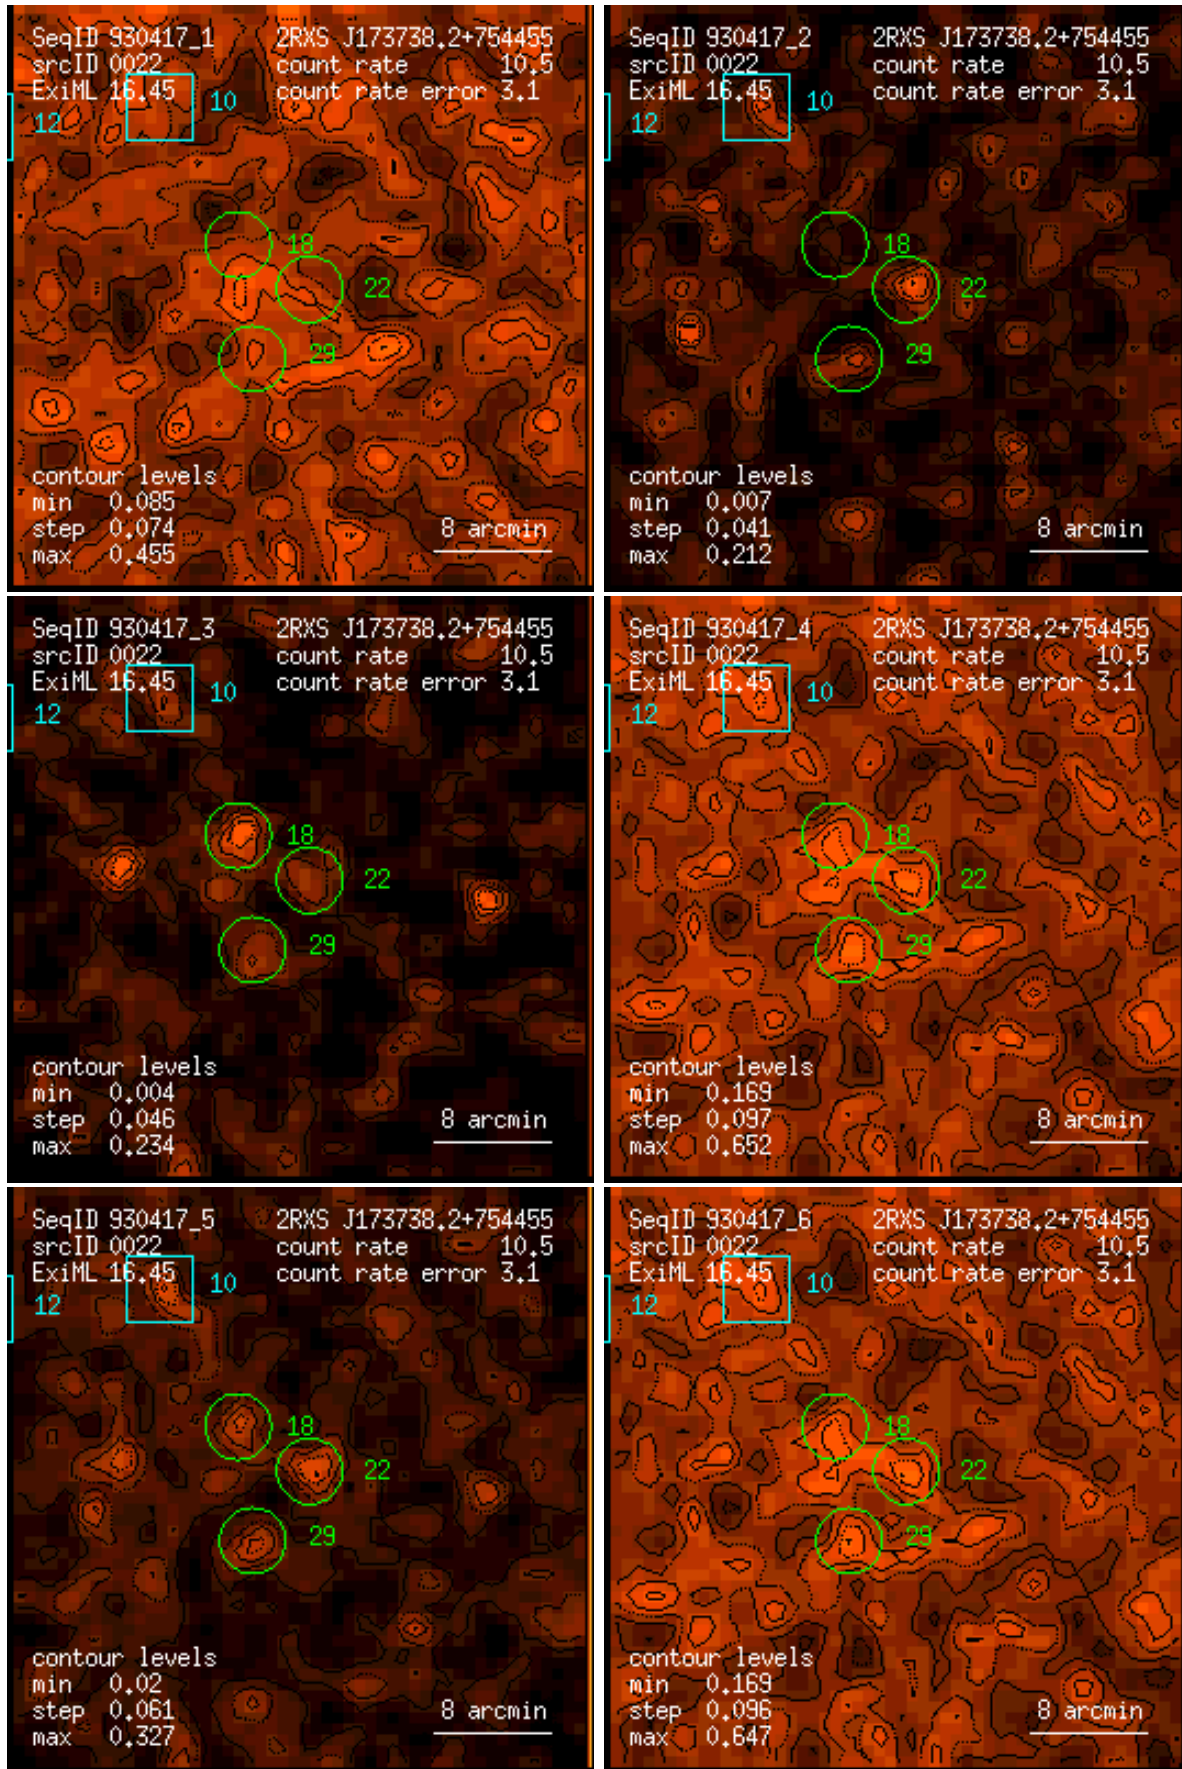 SeqID 930417_1 2RXS J173738.2+754455
srcID 0022 count rate 10.5
ExiML 16.45 count rate error 3.1
10
12
18
22
29
contour levels
min 0.085
step 0.074
max 0.455
8 arcmin
SeqID 930417_2 2RXS J173738.2+754455
srcID 0022 count rate 10.5
ExiML 16.45 count rate error 3.1
10
12
18
22
29
contour levels
min 0.007
step 0.041
max 0.212
8 arcmin
SeqID 930417_3 2RXS J173738.2+754455
srcID 0022 count rate 10.5
ExiML 16.45 count rate error 3.1
10
12
18
22
29
contour levels
min 0.004
step 0.046
max 0.234
8 arcmin
SeqID 930417_4 2RXS J173738.2+754455
srcID 0022 count rate 10.5
ExiML 16.45 count rate error 3.1
10
12
18
22
29
contour levels
min 0.169
step 0.097
max 0.652
8 arcmin
SeqID 930417_5 2RXS J173738.2+754455
srcID 0022 count rate 10.5
ExiML 16.45 count rate error 3.1
10
12
18
22
29
contour levels
min 0.02
step 0.061
max 0.327
8 arcmin
SeqID 930417_6 2RXS J173738.2+754455
srcID 0022 count rate 10.5
ExiML 16.45 count rate error 3.1
10
12
18
22
29
contour levels
min 0.169
step 0.096
max 0.647
8 arcmin